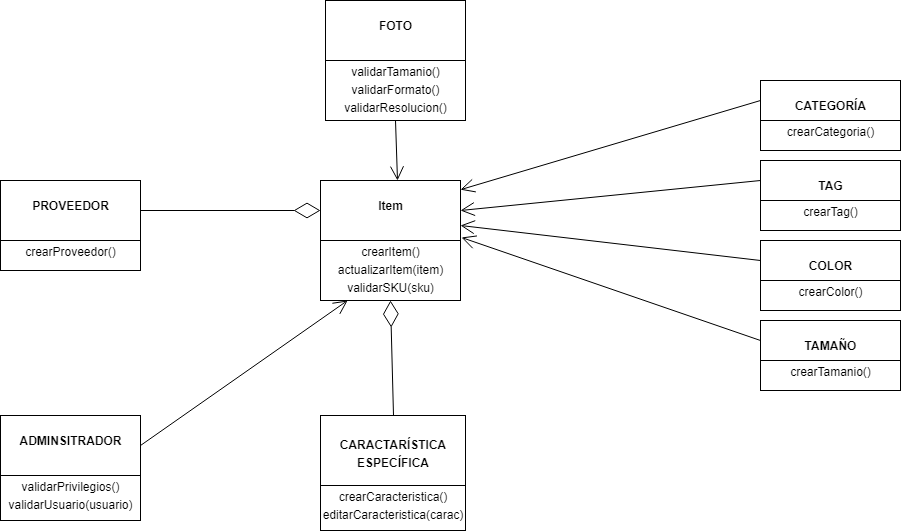 FOTO
validarTamanio()
validarFormato()
validarResolucion()
CATEGORÍA
crearCategoria()
TAG
crearTag()
COLOR
crearColor()
TAMAÑO
crearTamanio()
PROVEEDOR
crearProveedor()
Item
crearItem()
actualizarItem(item)
validarSKU(sku)
ADMINSITRADOR
validarPrivilegios()
validarUsuario(usuario)
CARACTARÍSTICA
ESPECÍFICA
crearCaracteristica()
editarCaracteristica(carac)